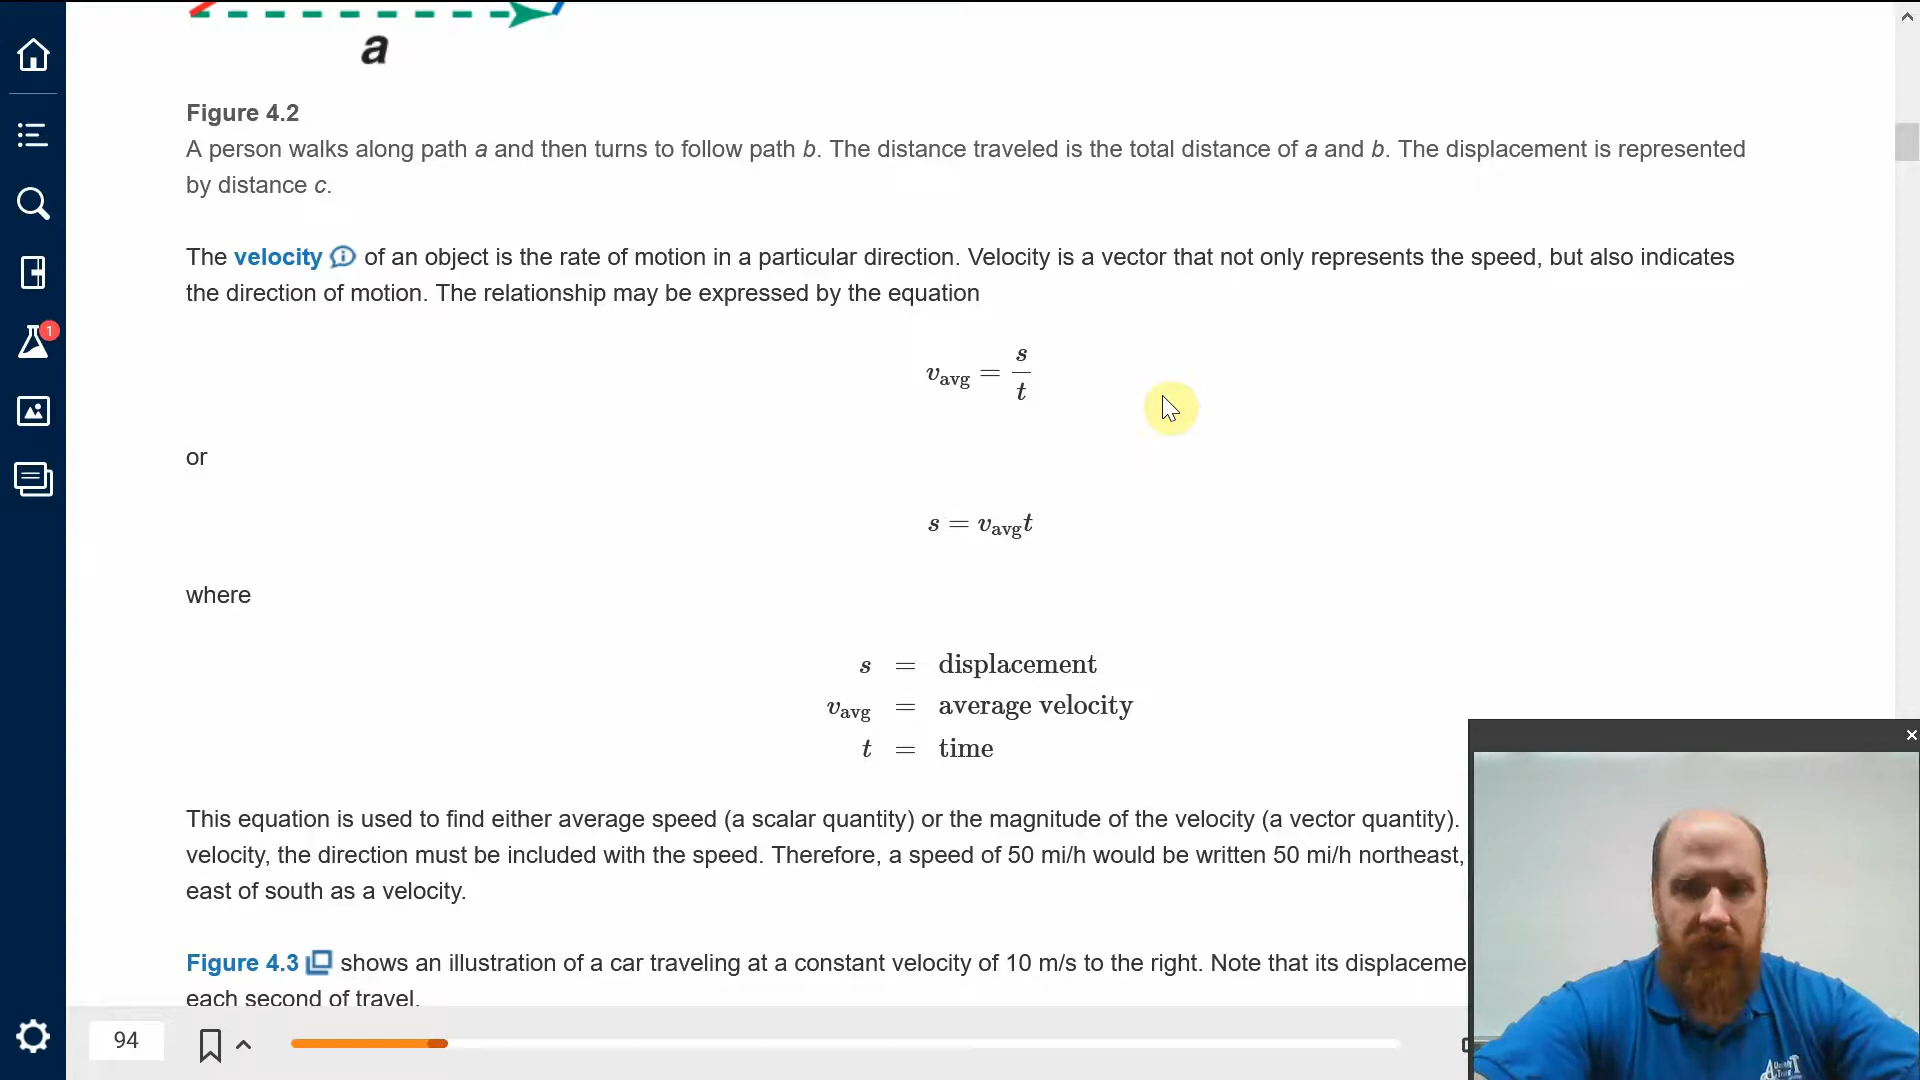 a
Figure 4.2
A person walks along path a and then turns to follow path b. The distance traveled is the total distance of a and b. The displacement is represented
by distance c.
The velocity of an object is the rate of motion in a particular direction. Velocity is a vector that not only represents the speed, but also indicates
the direction of motion. The relationship may be expressed by the equation
v_avg = s/t
or
s = v_avg t
where
s = displacement
v_avg = average velocity
t = time
This equation is used to find either average speed (a scalar quantity) or the magnitude of the velocity (a vector quantity).
velocity, the direction must be included with the speed. Therefore, a speed of 50 mi/h would be written 50 mi/h northeast,
east of south as a velocity.
Figure 4.3 shows an illustration of a car traveling at a constant velocity of 10 m/s to the right. Note that its displaceme
each second of travel.
1
94